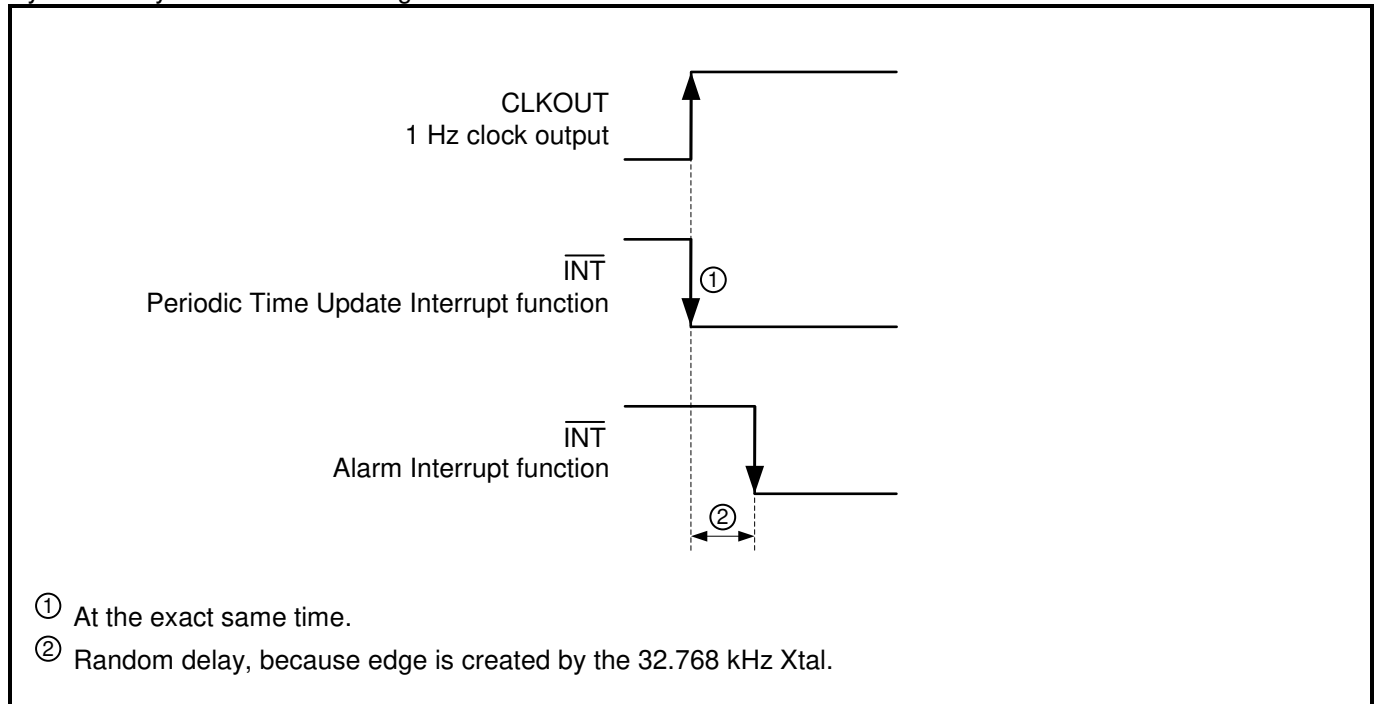 CLKOUT
1 Hz clock output
INT
Periodic Time Update Interrupt function
①
INT
Alarm Interrupt function
②
① At the exact same time.
② Random delay, because edge is created by the 32.768 kHz Xtal.